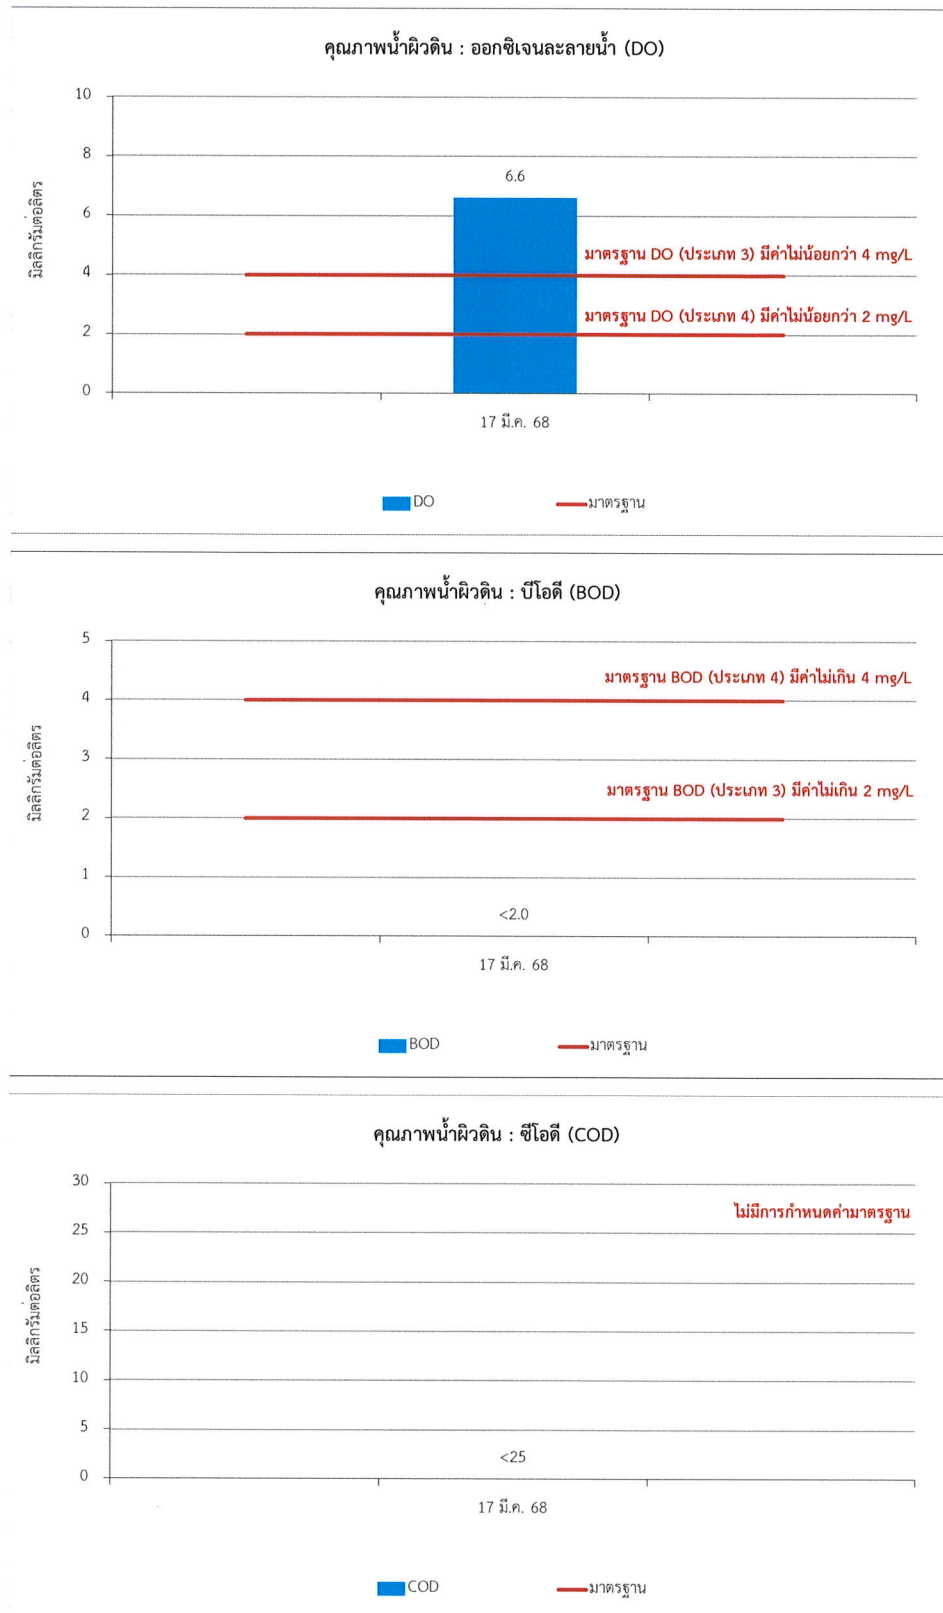 คุณภาพน้ำผิวดิน : ออกซิเจนละลายน้ำ (DO)
10
8
6
4
2
0
มิลลิกรัมต่อลิตร
6.6
มาตรฐาน DO (ประเภท 3) มีค่าไม่น้อยกว่า 4 mg/L
มาตรฐาน DO (ประเภท 4) มีค่าไม่น้อยกว่า 2 mg/L
17 มี.ค. 68
DO มาตรฐาน
คุณภาพน้ำผิวดิน : บีโอดี (BOD)
5
4
3
2
1
0
มิลลิกรัมต่อลิตร
มาตรฐาน BOD (ประเภท 4) มีค่าไม่เกิน 4 mg/L
มาตรฐาน BOD (ประเภท 3) มีค่าไม่เกิน 2 mg/L
<2.0
17 มี.ค. 68
BOD มาตรฐาน
คุณภาพน้ำผิวดิน : ซีโอดี (COD)
30
25
20
15
10
5
0
มิลลิกรัมต่อลิตร
ไม่มีการกำหนดค่ามาตรฐาน
<25
17 มี.ค. 68
COD มาตรฐาน